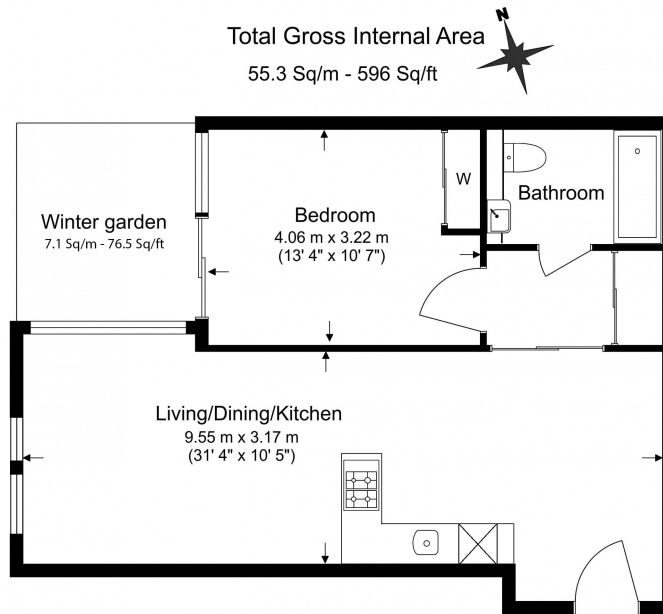 N
Total Gross Internal Area
55.3 Sq/m - 596 Sq/ft
Winter garden
7.1 Sq/m - 76.5 Sq/ft
Bedroom
4.06 m x 3.22 m
(13' 4" x 10' 7")
W
Bathroom
Living/Dining/Kitchen
9.55 m x 3.17 m
(31' 4" x 10' 5")